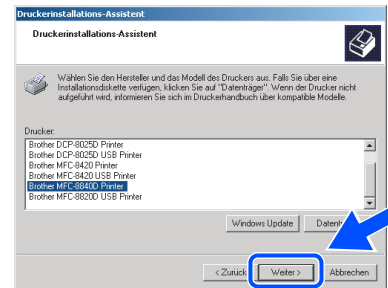 Druckerinstallations-Assistent
Druckerinstallations-Assistent
Wählen Sie den Hersteller und das Modell des Druckers aus. Falls Sie über eine
Installationsdiskette verfügen, klicken Sie auf "Datenträger". Wenn der Drucker nicht
aufgeführt wird, informieren Sie sich im Druckerhandbuch über kompatible Modelle.
Drucker:
Brother DCP-8025D Printer
Brother DCP-8025D USB Printer
Brother MFC-8420 Printer
Brother MFC-8420 USB Printer
Brother MFC-8840D Printer
Brother MFC-8820D USB Printer
Windows Update
< Zurück Weiter > Abbrechen